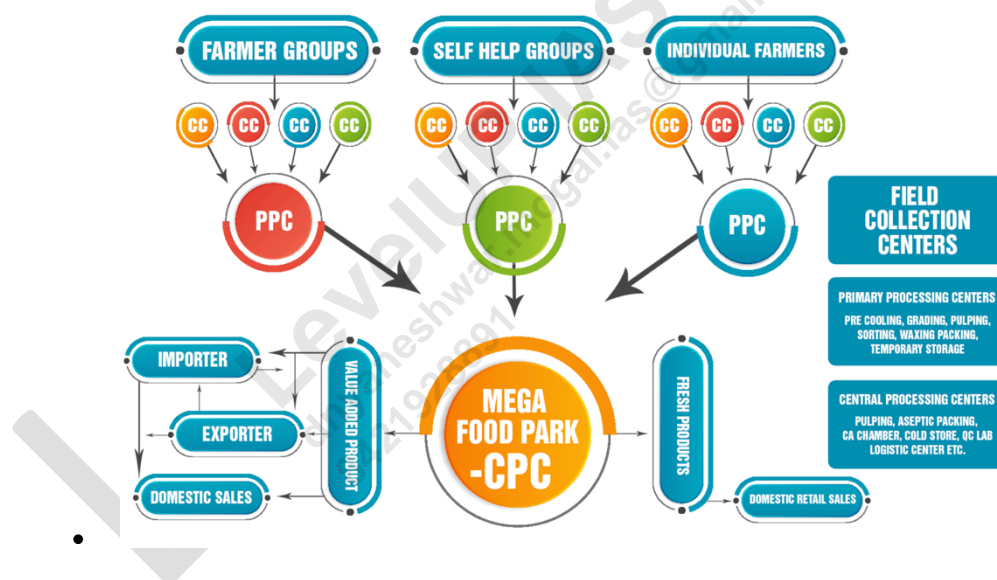 FARMER GROUPS
SELF HELP GROUPS
INDIVIDUAL FARMERS
CC CC CC CC
CC CC CC CC
CC CC CC CC
PPC
PPC
PPC
FIELD
COLLECTION
CENTERS
PRIMARY PROCESSING CENTERS
PRE COOLING, GRADING, PULPING,
SORTING, WAXING PACKING,
TEMPORARY STORAGE
CENTRAL PROCESSING CENTERS
PULPING, ASEPTIC PACKING,
CA CHAMBER, COLD STORE, QC LAB
LOGISTIC CENTER ETC.
IMPORTER
EXPORTER
DOMESTIC SALES
VALUE ADDED PRODUCT
MEGA
FOOD PARK
-CPC
FRESH PRODUCTS
DOMESTIC RETAIL SALES